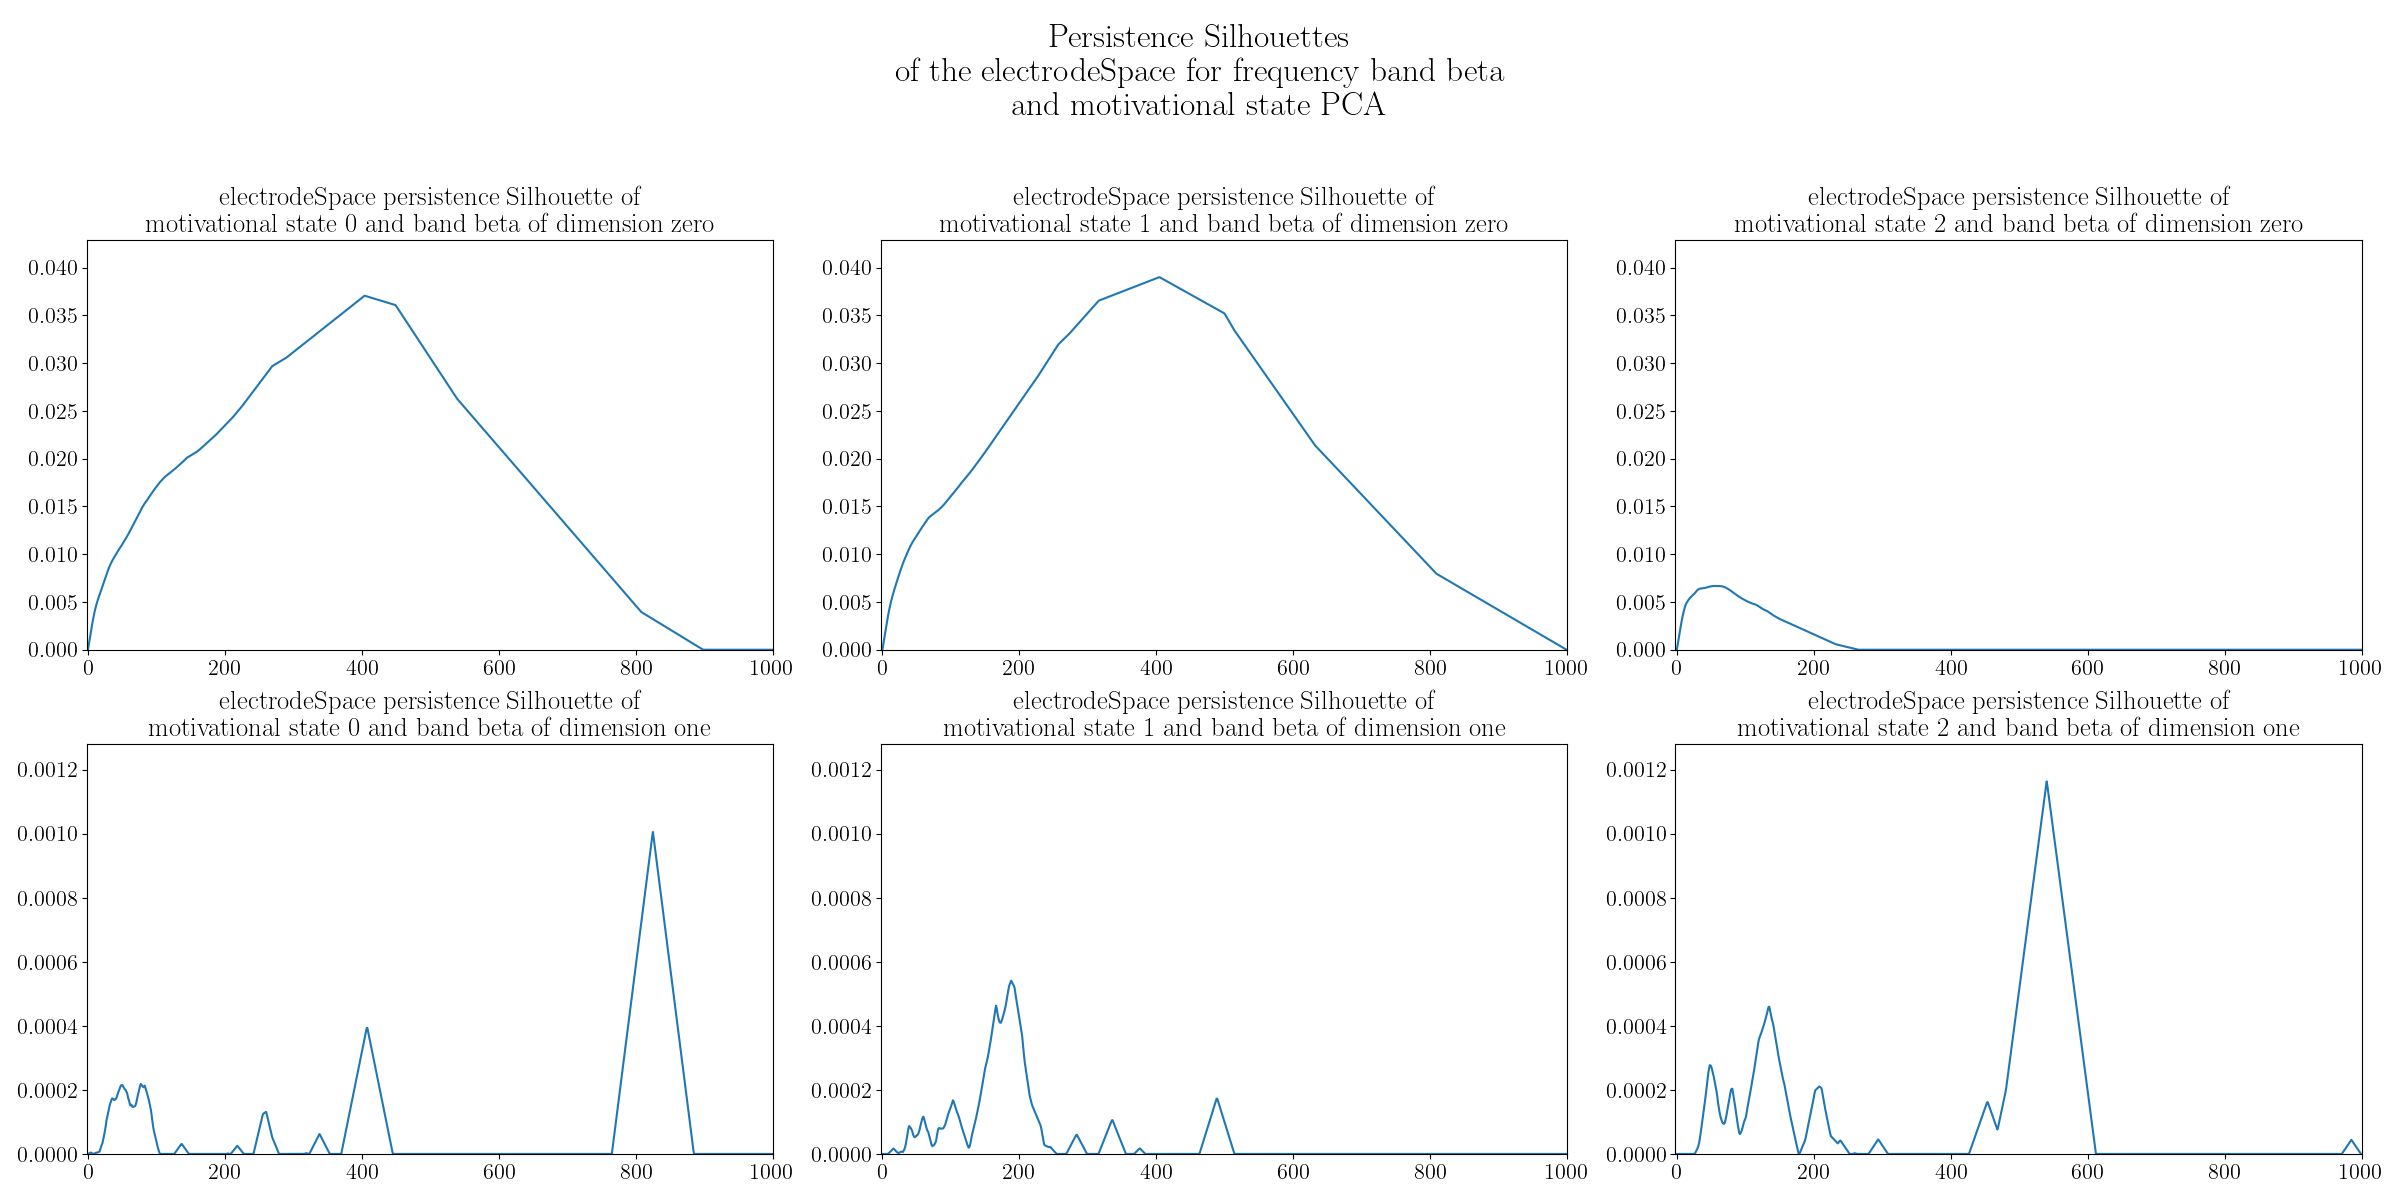 Persistence Silhouettes
of the electrodeSpace for frequency band beta
and motivational state PCA
electrodeSpace persistence Silhouette of
motivational state 0 and band beta of dimension zero
0.040
0.035
0.030
0.025
0.020
0.015
0.010
0.005
0.000
0 200 400 600 800 1000
electrodeSpace persistence Silhouette of
motivational state 1 and band beta of dimension zero
0.040
0.035
0.030
0.025
0.020
0.015
0.010
0.005
0.000
0 200 400 600 800 1000
electrodeSpace persistence Silhouette of
motivational state 2 and band beta of dimension zero
0.040
0.035
0.030
0.025
0.020
0.015
0.010
0.005
0.000
0 200 400 600 800 1000
electrodeSpace persistence Silhouette of
motivational state 0 and band beta of dimension one
0.0012
0.0010
0.0008
0.0006
0.0004
0.0002
0.0000
0 200 400 600 800 1000
electrodeSpace persistence Silhouette of
motivational state 1 and band beta of dimension one
0.0012
0.0010
0.0008
0.0006
0.0004
0.0002
0.0000
0 200 400 600 800 1000
electrodeSpace persistence Silhouette of
motivational state 2 and band beta of dimension one
0.0012
0.0010
0.0008
0.0006
0.0004
0.0002
0.0000
0 200 400 600 800 1000